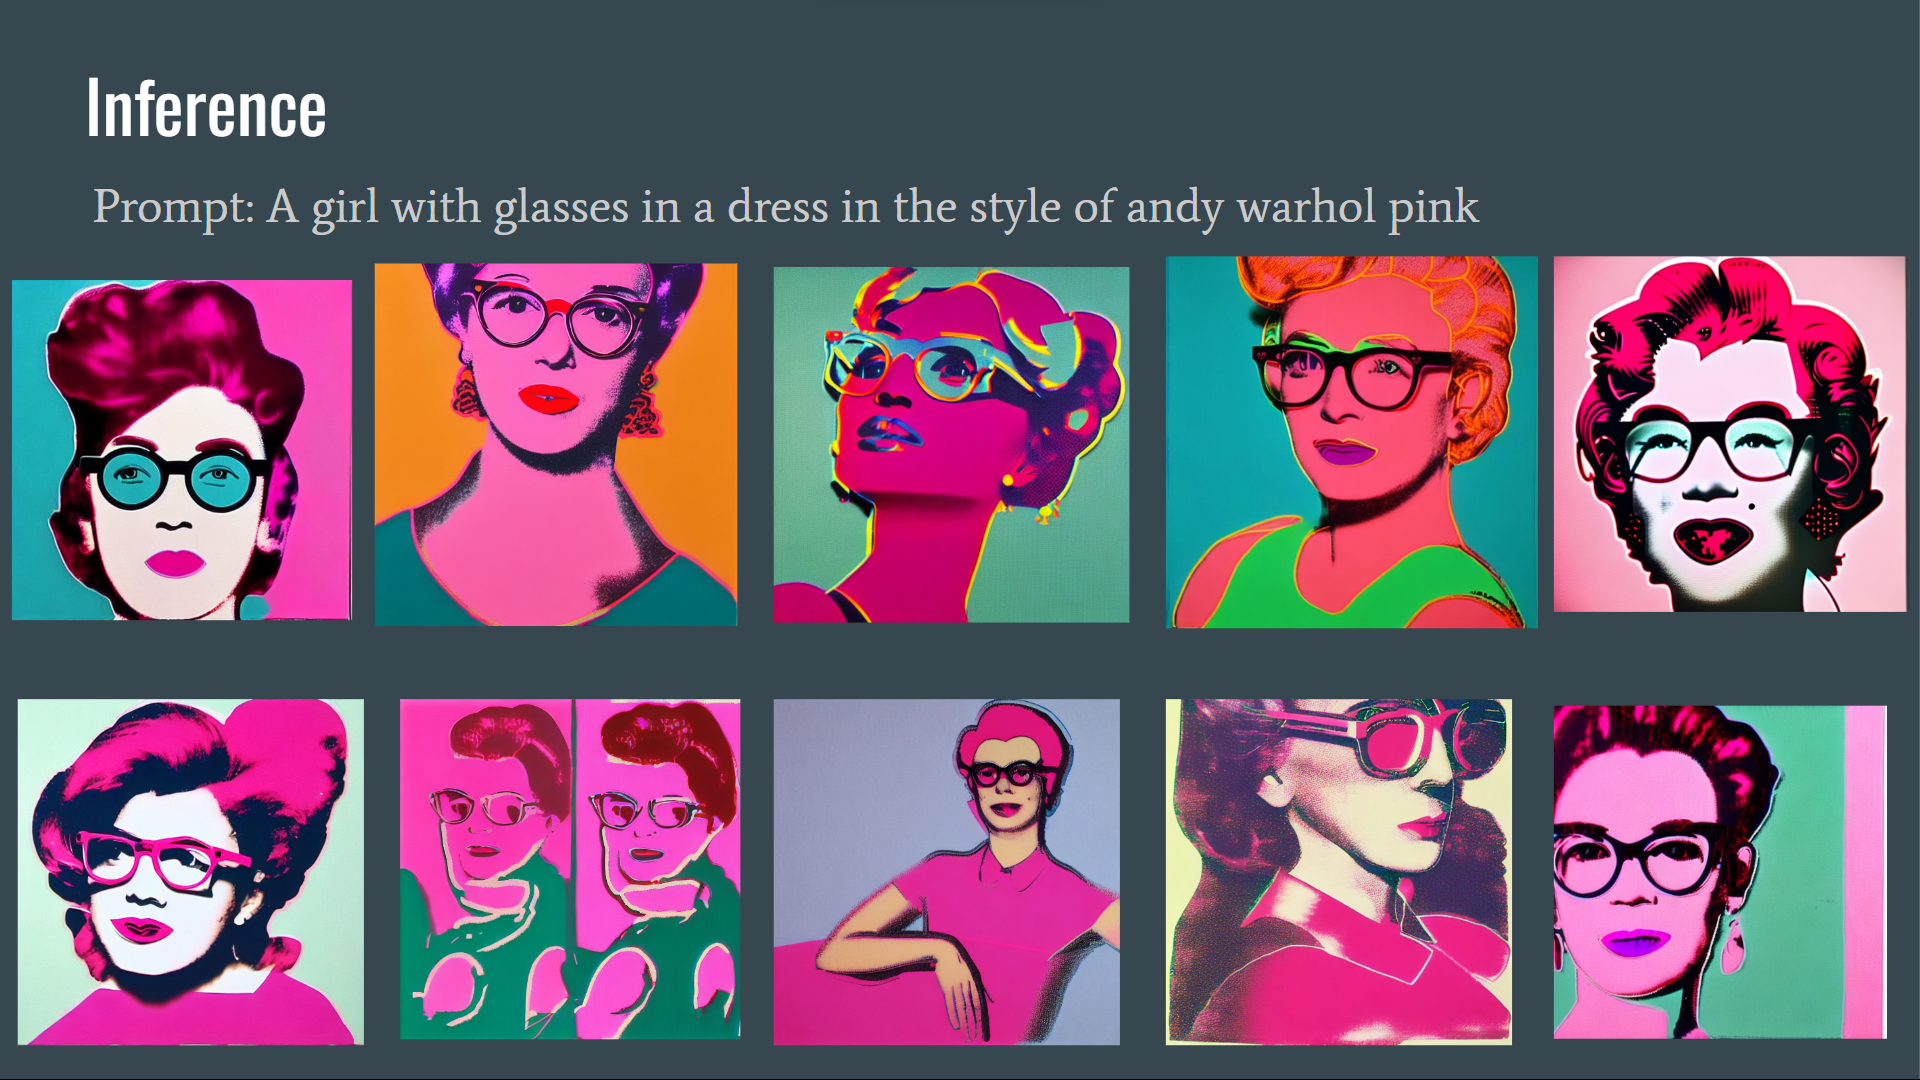 Inference
Prompt: A girl with glasses in a dress in the style of andy warhol pink